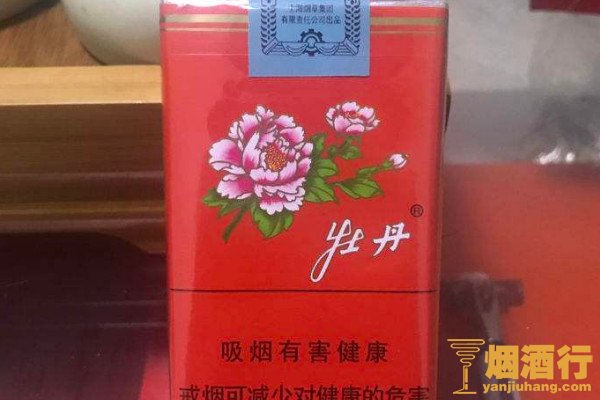 上海烟草集团
有限责任公司出品
牡丹®
吸烟有害健康
戒烟可减少对健康的危害
烟酒行
yanjiuhang.com